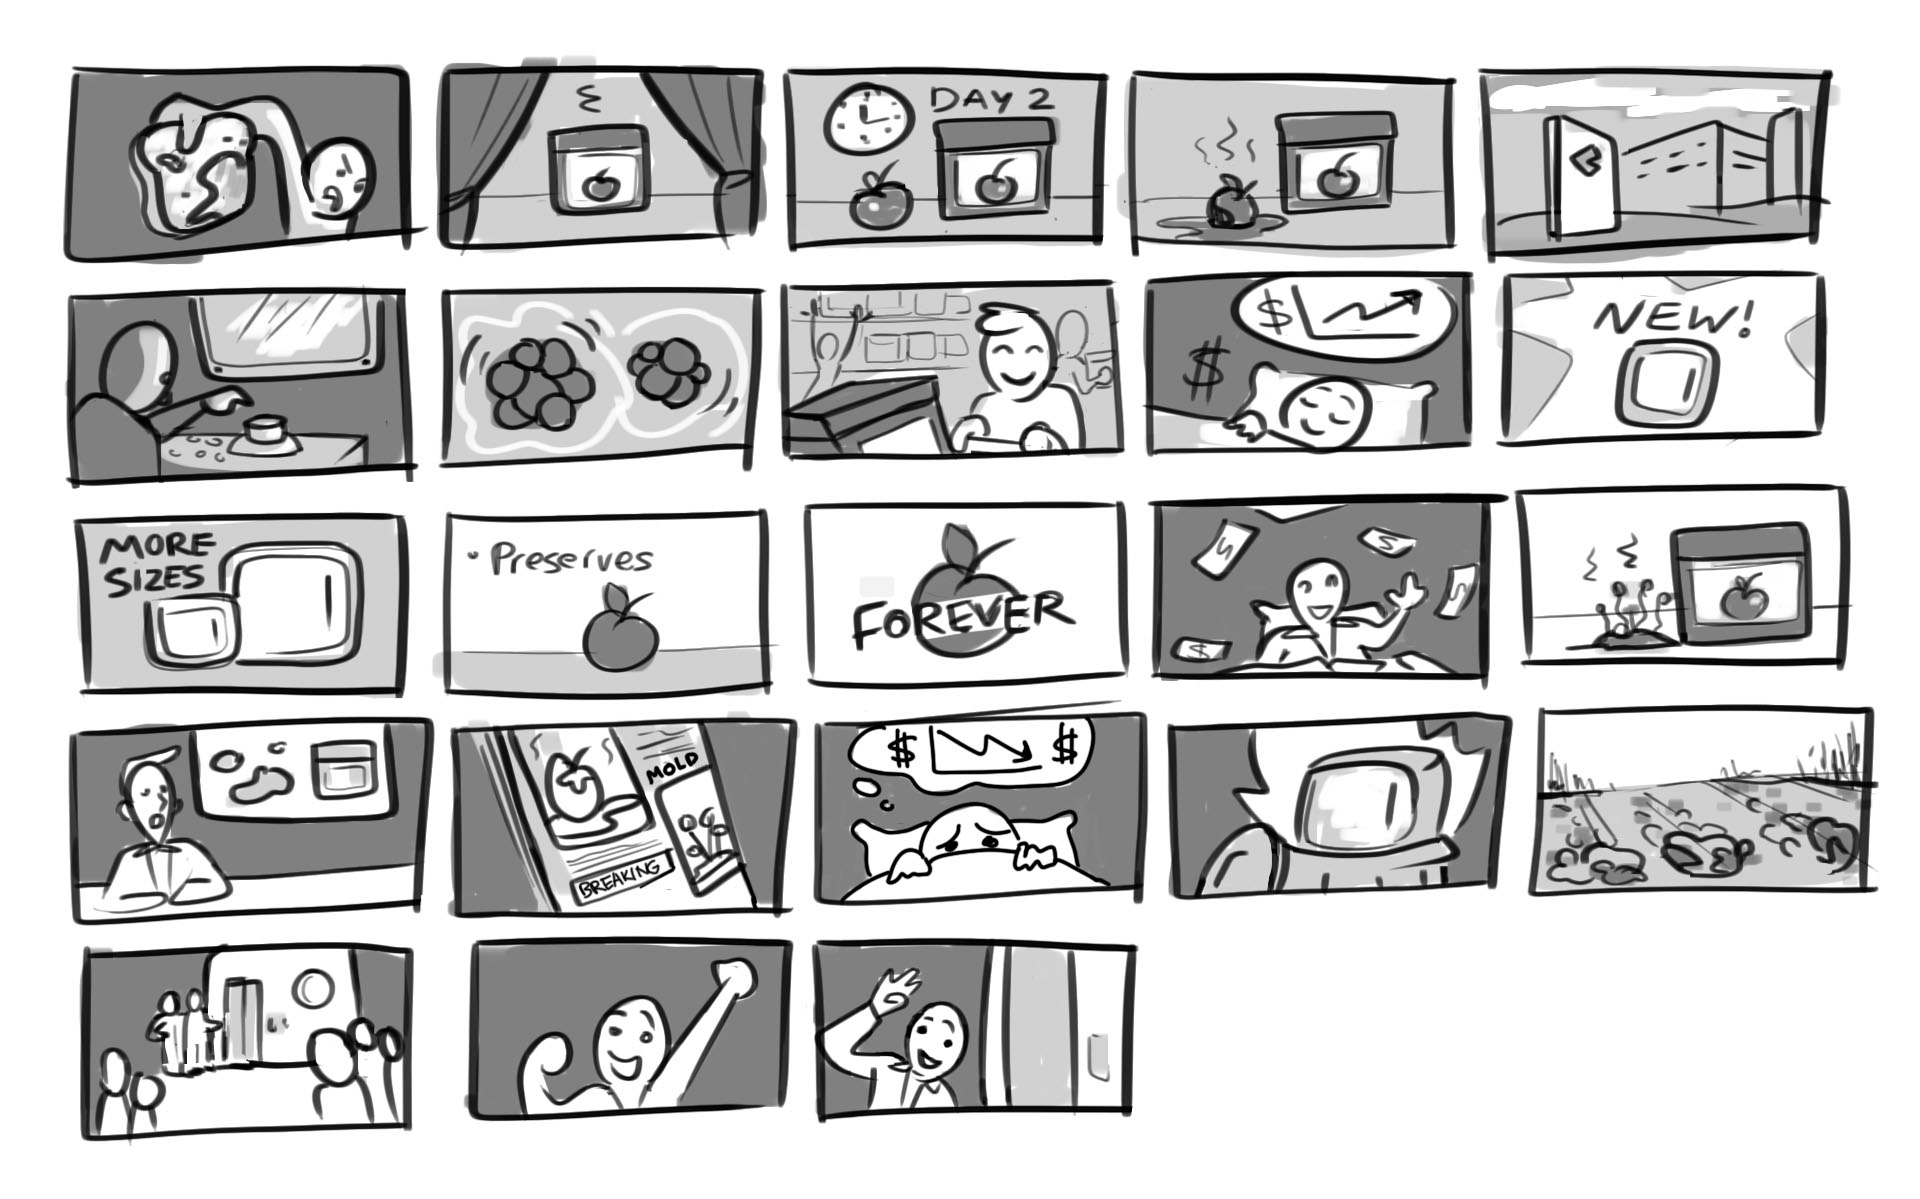 DAY 2
$
$
NEW!
MORE
SIZES
• Preserves
FOREVER
$
$
$
$
MOLD
BREAKING
$
$